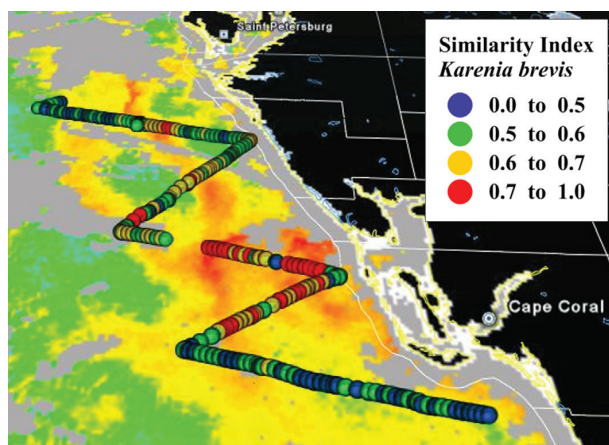 Saint Petersburg
Similarity Index
Karenia brevis
0.0 to 0.5
0.5 to 0.6
0.6 to 0.7
0.7 to 1.0
Cape Coral